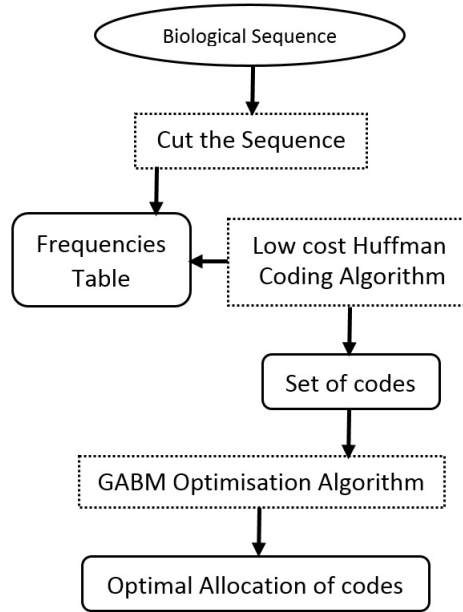 Biological Sequence
Cut the Sequence
Frequencies
Table
Low cost Huffman
Coding Algorithm
Set of codes
GABM Optimisation Algorithm
Optimal Allocation of codes